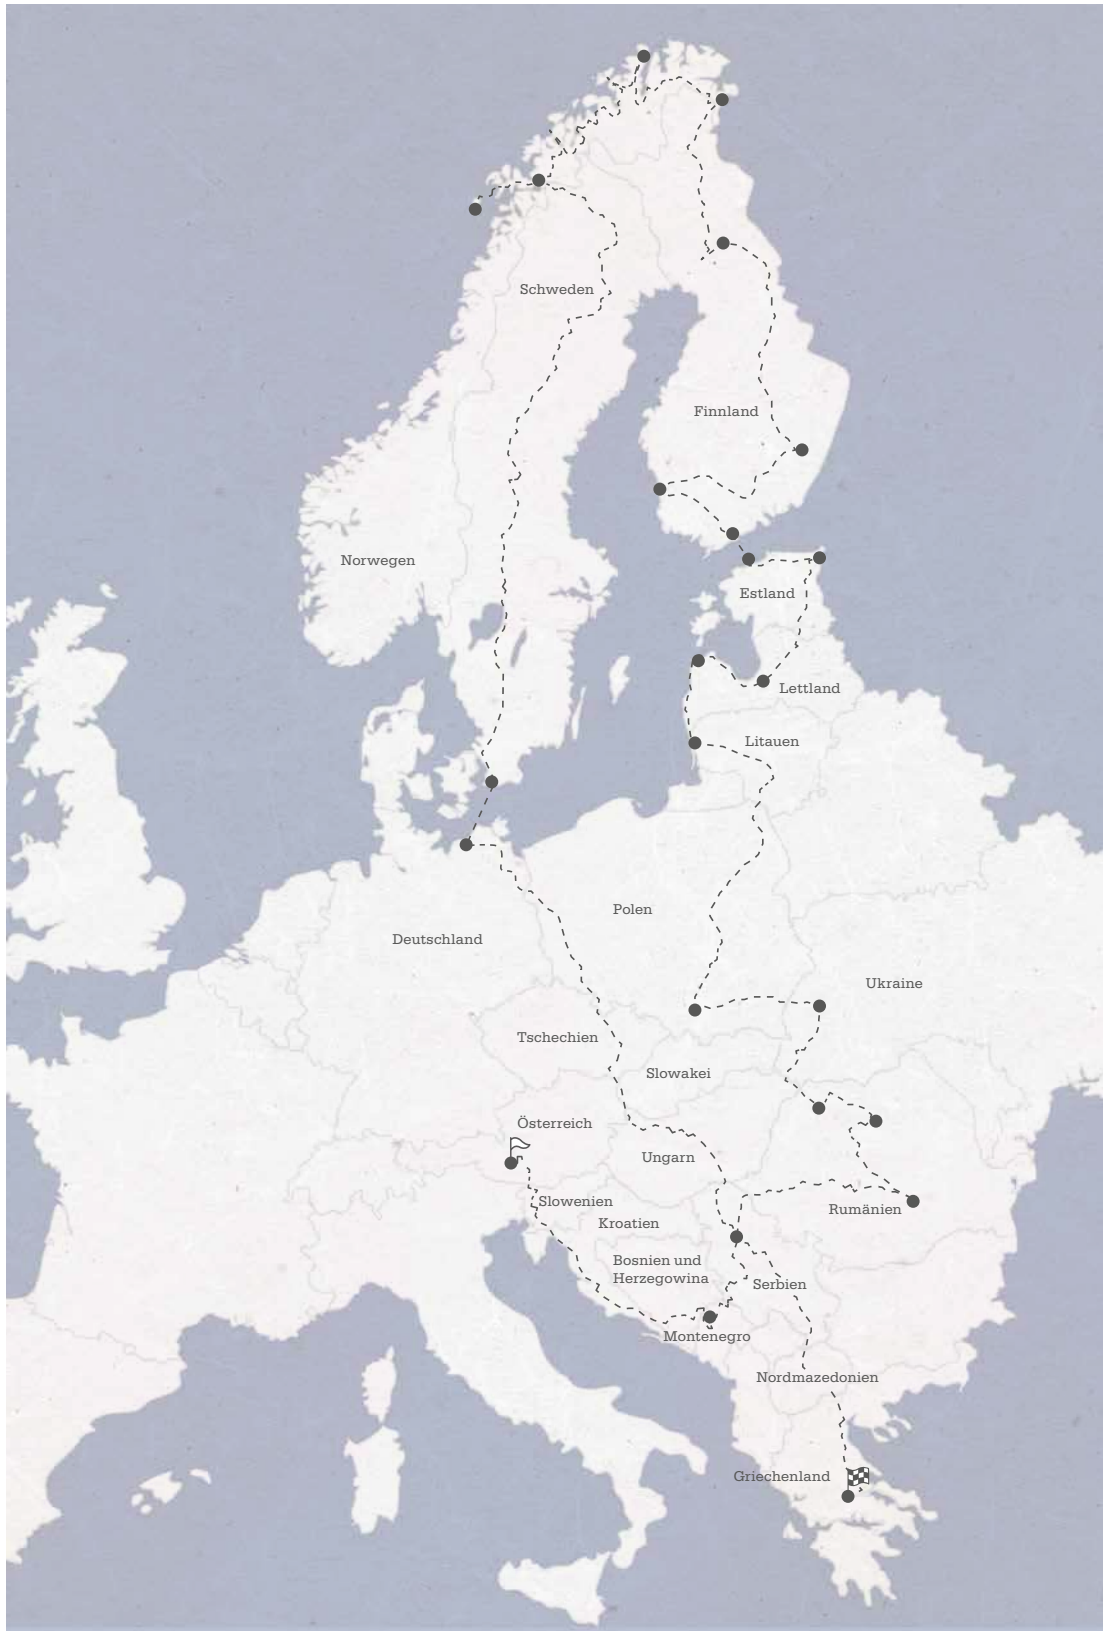 Schweden
Finnland
Norwegen
Estland
Lettland
Litauen
Polen
Deutschland
Ukraine
Tschechien
Slowakei
Österreich
Ungarn
Slowenien
Rumänien
Kroatien
Bosnien und
Herzegowina
Serbien
Montenegro
Nordmazedonien
Griechenland